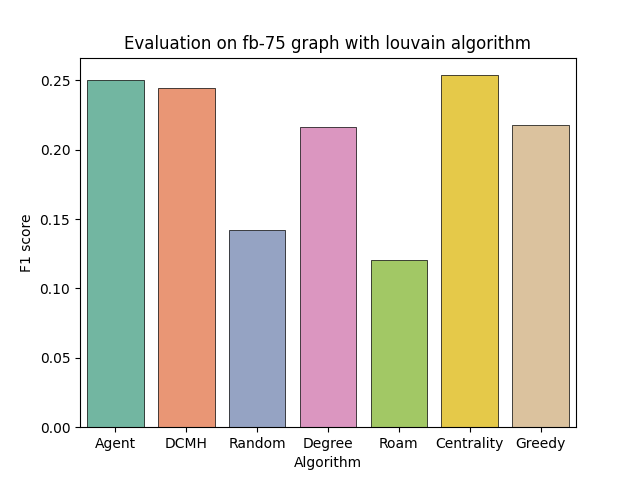 Evaluation on fb-75 graph with louvain algorithm
F1 score
0.25
0.20
0.15
0.10
0.05
0.00
Agent DCMH Random Degree Roam Centrality Greedy
Algorithm